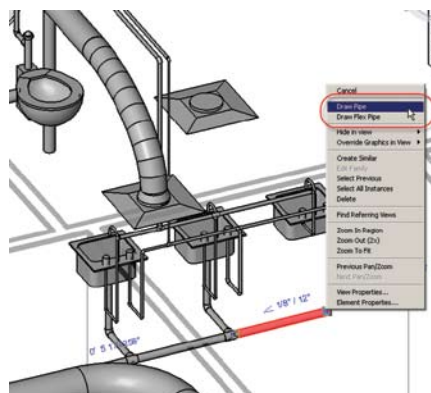 Cancel
Draw Pipe
Draw Flex Pipe
Hide in view
Override Graphics in View
Create Similar
Edit Family
Select Previous
Select All Instances
Delete
Find Referring Views
Zoom In Region
Zoom Out (2x)
Zoom To Fit
Previous Pan/Zoom
Next Pan/Zoom
View Properties...
Element Properties...
1/8" / 12"